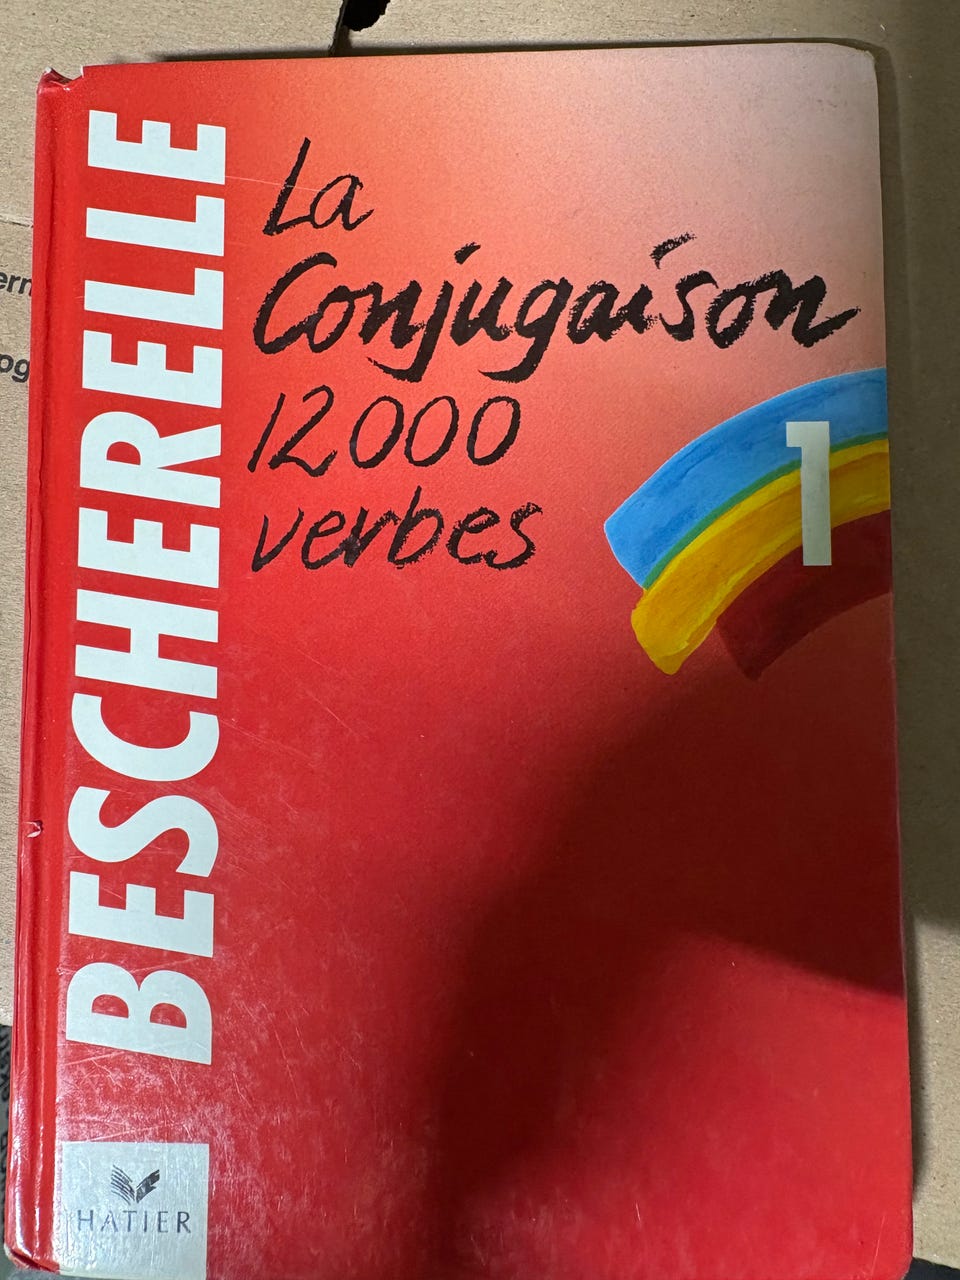 BESCHERELLE
La
Conjugaison
12000
verbes
1
HATIER